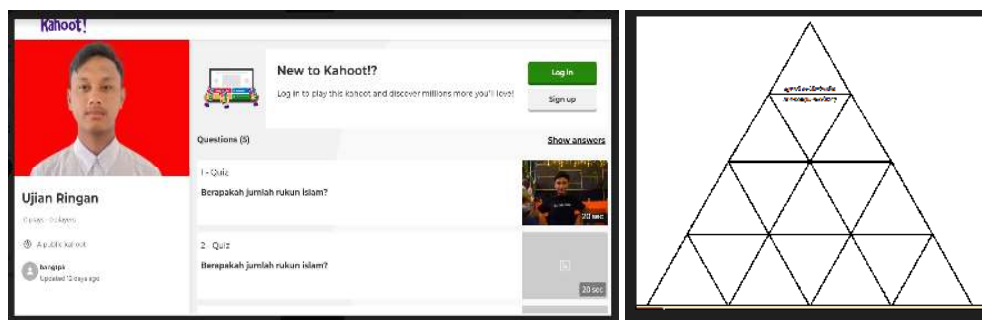 Kahoot!
New to Kahoot!?
Log in to play this kahoot and discover millions more you'll love!
Log in
Sign up
Questions (5)
Show answers
1 - Quiz
Berapakah jumlah rukun islam?
20 sec
Ujian Ringan
A public kahoot
bangtpk
Updated 12 days ago
2 - Quiz
Berapakah jumlah rukun islam?
20 sec